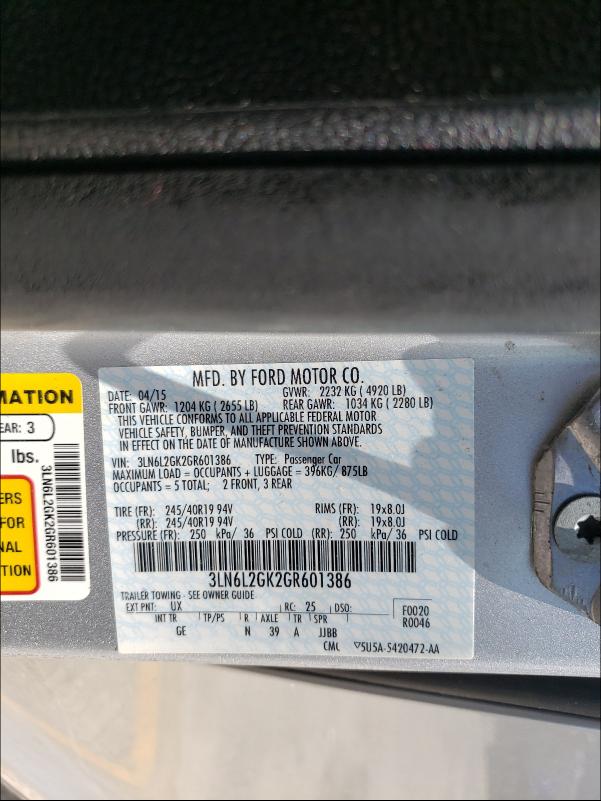 MFD. BY FORD MOTOR CO.
DATE: 04/15 GVWR: 2232 KG ( 4920 LB)
FRONT GAWR: 1204 KG ( 2655 LB) REAR GAWR: 1034 KG ( 2280 LB)
THIS VEHICLE CONFORMS TO ALL APPLICABLE FEDERAL MOTOR
VEHICLE SAFETY, BUMPER, AND THEFT PREVENTION STANDARDS
IN EFFECT ON THE DATE OF MANUFACTURE SHOWN ABOVE.
VIN: 3LN6L2GK2GR601386 TYPE: Passenger Car
MAXIMUM LOAD = OCCUPANTS + LUGGAGE = 396KG/ 875LB
OCCUPANTS = 5 TOTAL; 2 FRONT, 3 REAR
TIRE (FR): 245/40R19 94V RIMS (FR): 19x8.0J
(RR): 245/40R19 94V (RR): 19x8.0J
PRESSURE (FR): 250 kPa/ 36 PSI COLD (RR): 250 kPa/ 36 PSI COLD
3LN6L2GK2GR601386
TRAILER TOWING - SEE OWNER GUIDE
EXT PNT: UX RC: 25 DSO: F0020
INT TR TP/PS R AXLE TR SPR R0046
GE N 39 A JJBB
CMC ▽5U5A-5420472-AA
MATION
EAR: 3
lbs.
ERS
FOR
NAL
TION
3LN6L2GK2GR601386